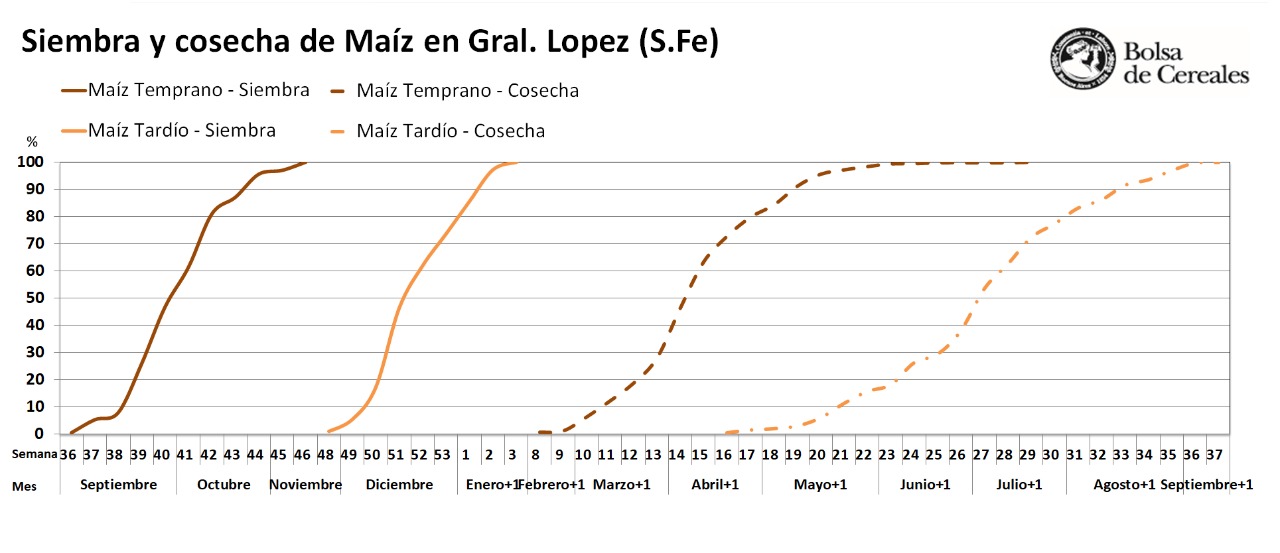 Siembra y cosecha de Maíz en Gral. Lopez (S.Fe)
Bolsa
de Cereales
Maíz Temprano - Siembra Maíz Temprano - Cosecha
Maíz Tardío - Siembra Maíz Tardío - Cosecha
%
100
90
80
70
60
50
40
30
20
10
0
Semana 36 37 38 39 40 41 42 43 44 45 46 48 49 50 51 52 53 1 2 3 8 9 10 11 12 13 14 15 16 17 18 19 20 21 22 23 24 25 26 27 28 29 30 31 32 33 34 35 36 37
Mes Septiembre Octubre Noviembre Diciembre Enero+1 Febrero+1 Marzo+1 Abril+1 Mayo+1 Junio+1 Julio+1 Agosto+1 Septiembre+1